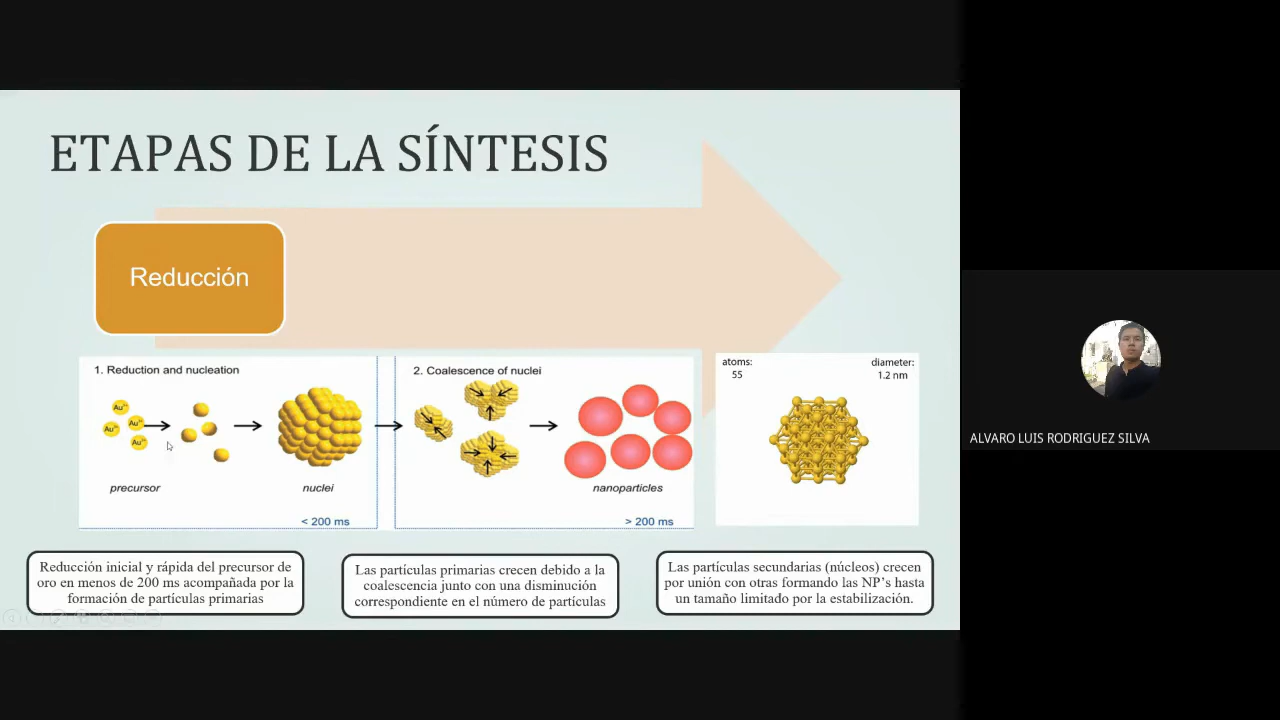 ETAPAS DE LA SÍNTESIS
Reducción
1. Reduction and nucleation
Au³⁺
Au³⁺
Au³⁺
Au³⁺
precursor
nuclei
< 200 ms
2. Coalescence of nuclei
nanoparticles
> 200 ms
atoms:
55
diameter:
1.2 nm
Reducción inicial y rápida del precursor de
oro en menos de 200 ms acompañada por la
formación de partículas primarias
Las partículas primarias crecen debido a la
coalescencia junto con una disminución
correspondiente en el número de partículas
Las partículas secundarias (núcleos) crecen
por unión con otras formando las NP’s hasta
un tamaño limitado por la estabilización.
ALVARO LUIS RODRIGUEZ SILVA